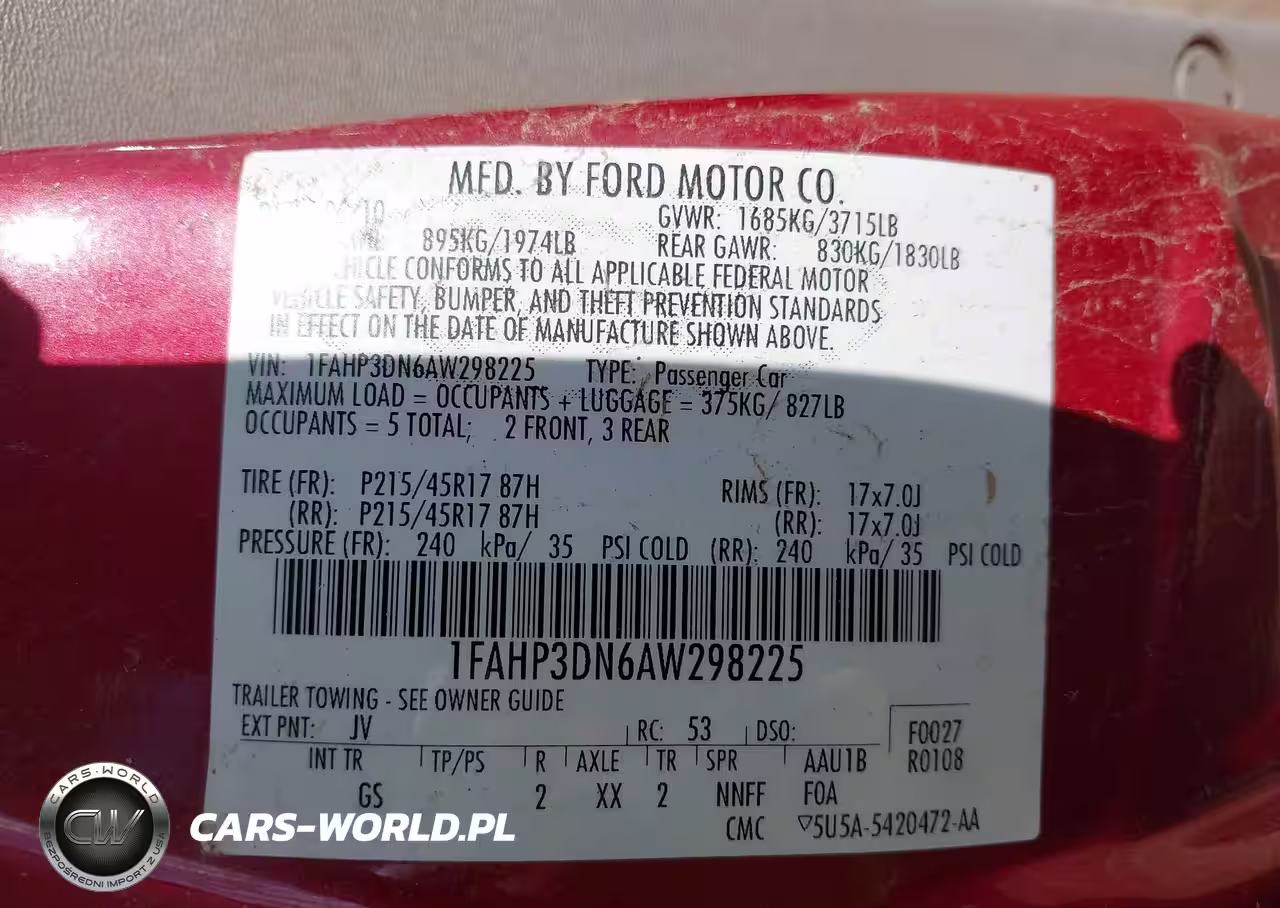 MFD. BY FORD MOTOR CO.
GVWR: 1685KG/3715LB
895KG/1974LB REAR GAWR: 830KG/1830LB
CONFORMS TO ALL APPLICABLE FEDERAL MOTOR
VEHICLE SAFETY, BUMPER, AND THEFT PREVENTION STANDARDS
IN EFFECT ON THE DATE OF MANUFACTURE SHOWN ABOVE.
VIN: 1FAHP3DN6AW298225 TYPE: Passenger Car
MAXIMUM LOAD = OCCUPANTS + LUGGAGE = 375KG/ 827LB
OCCUPANTS = 5 TOTAL; 2 FRONT, 3 REAR
TIRE (FR): P215/45R17 87H RIMS (FR): 17x7.0J
(RR): P215/45R17 87H (RR): 17x7.0J
PRESSURE (FR): 240 kPa/ 35 PSI COLD (RR): 240 kPa/ 35 PSI COLD
1FAHP3DN6AW298225
TRAILER TOWING - SEE OWNER GUIDE
EXT PNT: JV RC: 53 DSO: F0027
INT TR TP/PS R AXLE TR SPR AAU1B R0108
GS 2 XX 2 NNFF FOA
CMC ▽5U5A-5420472-AA
CARS-WORLD
CW
BEZPOŚREDNI IMPORT Z USA
CARS-WORLD.PL